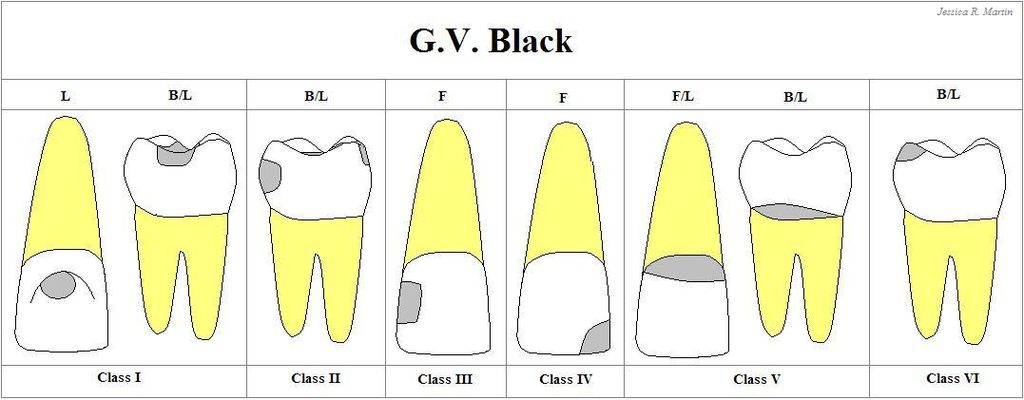 Jessica R. Martin
G.V. Black
L B/L B/L F F F/L B/L B/L
Class I Class II Class III Class IV Class V Class VI